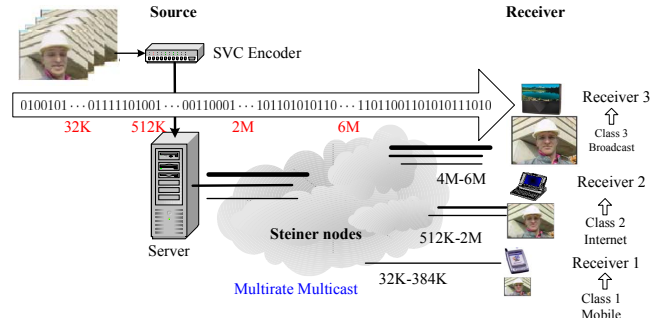 Source
Receiver
SVC Encoder
0100101 ··· 01111101001 ··· 00110001 ··· 101101010110 ··· 11011001101010111010
32K 512K 2M 6M
Receiver 3
Class 3
Broadcast
4M-6M
Receiver 2
Class 2
Internet
512K-2M
Steiner nodes
Server
32K-384K
Receiver 1
Class 1
Mobile
Multirate Multicast